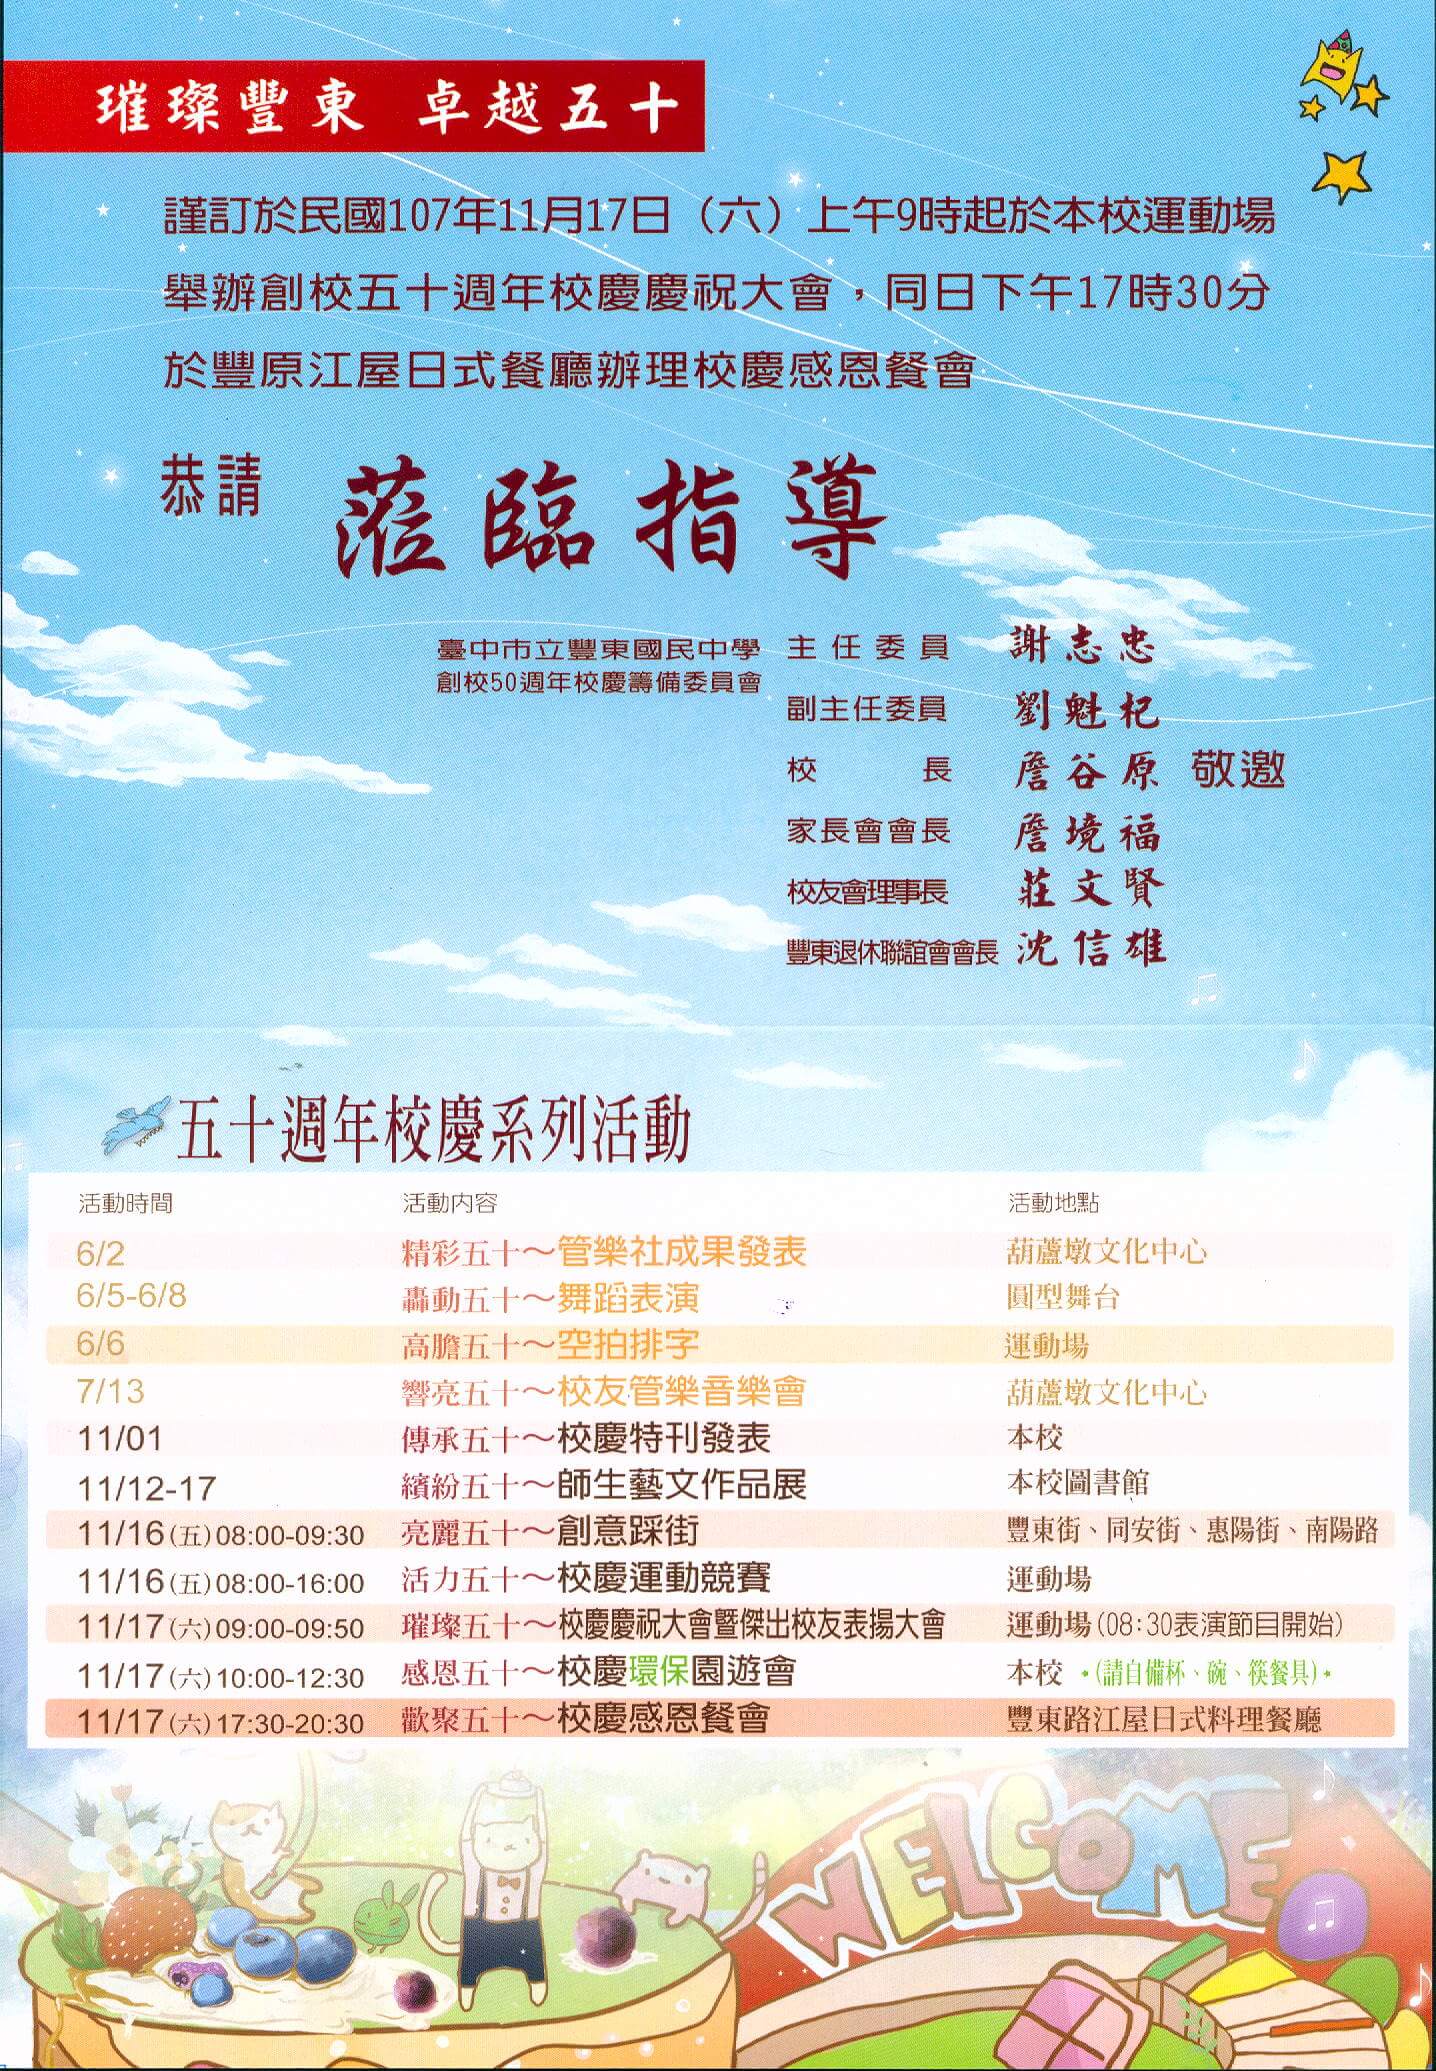 璀璨豐東 卓越五十
謹訂於民國107年11月17日（六）上午9時起於本校運動場
舉辦創校五十週年校慶慶祝大會，同日下午17時30分
於豐原江屋日式餐廳辦理校慶感恩餐會
恭請 蒞臨指導
臺中市立豐東國民中學 主任委員 謝志忠
創校50週年校慶籌備委員會
副主任委員 劉魁杞
校長 詹谷原 敬邀
家長會會長 詹境福
校友會理事長 莊文賢
豐東退休聯誼會會長 沈信雄
五十週年校慶系列活動
活動時間 活動內容 活動地點
6/2 精彩五十～管樂社成果發表 葫蘆墩文化中心
6/5-6/8 轟動五十～舞蹈表演 圓型舞台
6/6 高膽五十～空拍排字 運動場
7/13 響亮五十～校友管樂音樂會 葫蘆墩文化中心
11/01 傳承五十～校慶特刊發表 本校
11/12-17 繽紛五十～師生藝文作品展 本校圖書館
11/16(五)08:00-09:30 亮麗五十～創意踩街 豐東街、同安街、惠陽街、南陽路
11/16(五)08:00-16:00 活力五十～校慶運動競賽 運動場
11/17(六)09:00-09:50 璀璨五十～校慶慶祝大會暨傑出校友表揚大會 運動場(08:30表演節目開始)
11/17(六)10:00-12:30 感恩五十～校慶環保園遊會 本校 •(請自備杯、碗、筷餐具)•
11/17(六)17:30-20:30 歡聚五十～校慶感恩餐會 豐東路江屋日式料理餐廳
WELCOME